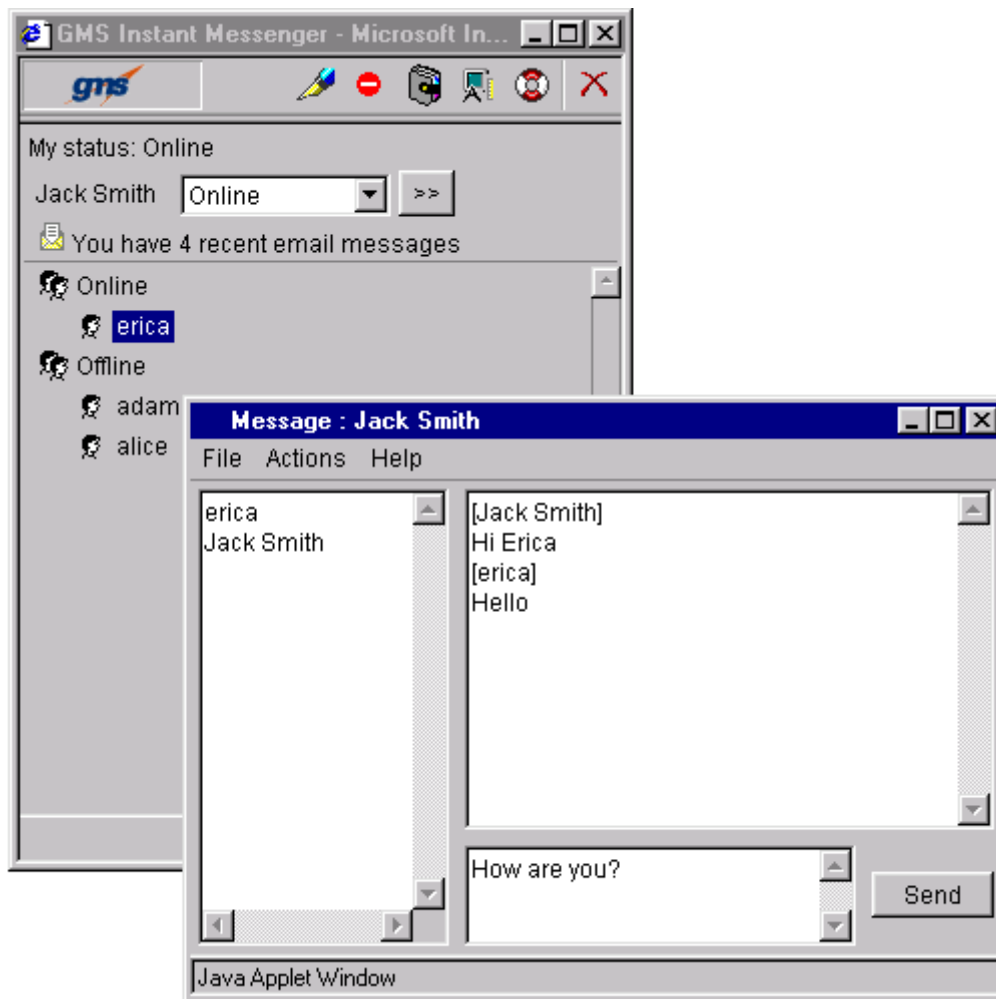 GMS Instant Messenger - Microsoft In...
gms
My status: Online
Jack Smith Online >>
You have 4 recent email messages
Online
erica
Offline
adam
alice
Message : Jack Smith
File Actions Help
erica
Jack Smith
[Jack Smith]
Hi Erica
[erica]
Hello
How are you?
Send
Java Applet Window